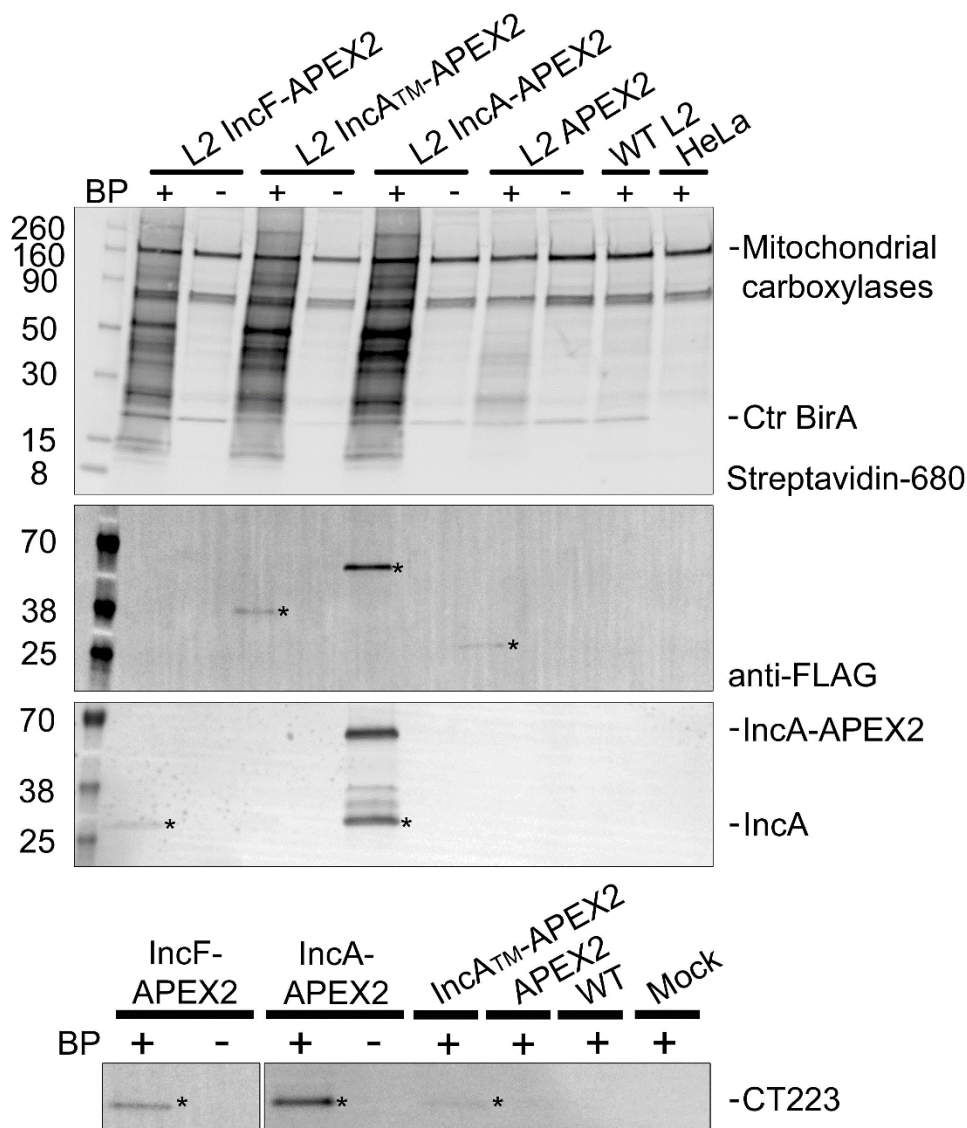 L2 IncF-APEX2
L2 IncATM-APEX2
L2 IncA-APEX2
L2 APEX2
WT L2
HeLa
BP + - + - + - + - + +
260
160
90
50
30
15
8
-Mitochondrial
carboxylases
-Ctr BirA
Streptavidin-680
70
38
25
*
*
*
anti-FLAG
70
38
25
-IncA-APEX2
-IncA
*
*
IncF-
APEX2
IncA-
APEX2
IncATM-APEX2
APEX2
WT
Mock
BP + - + - + + + +
* * *
-CT223